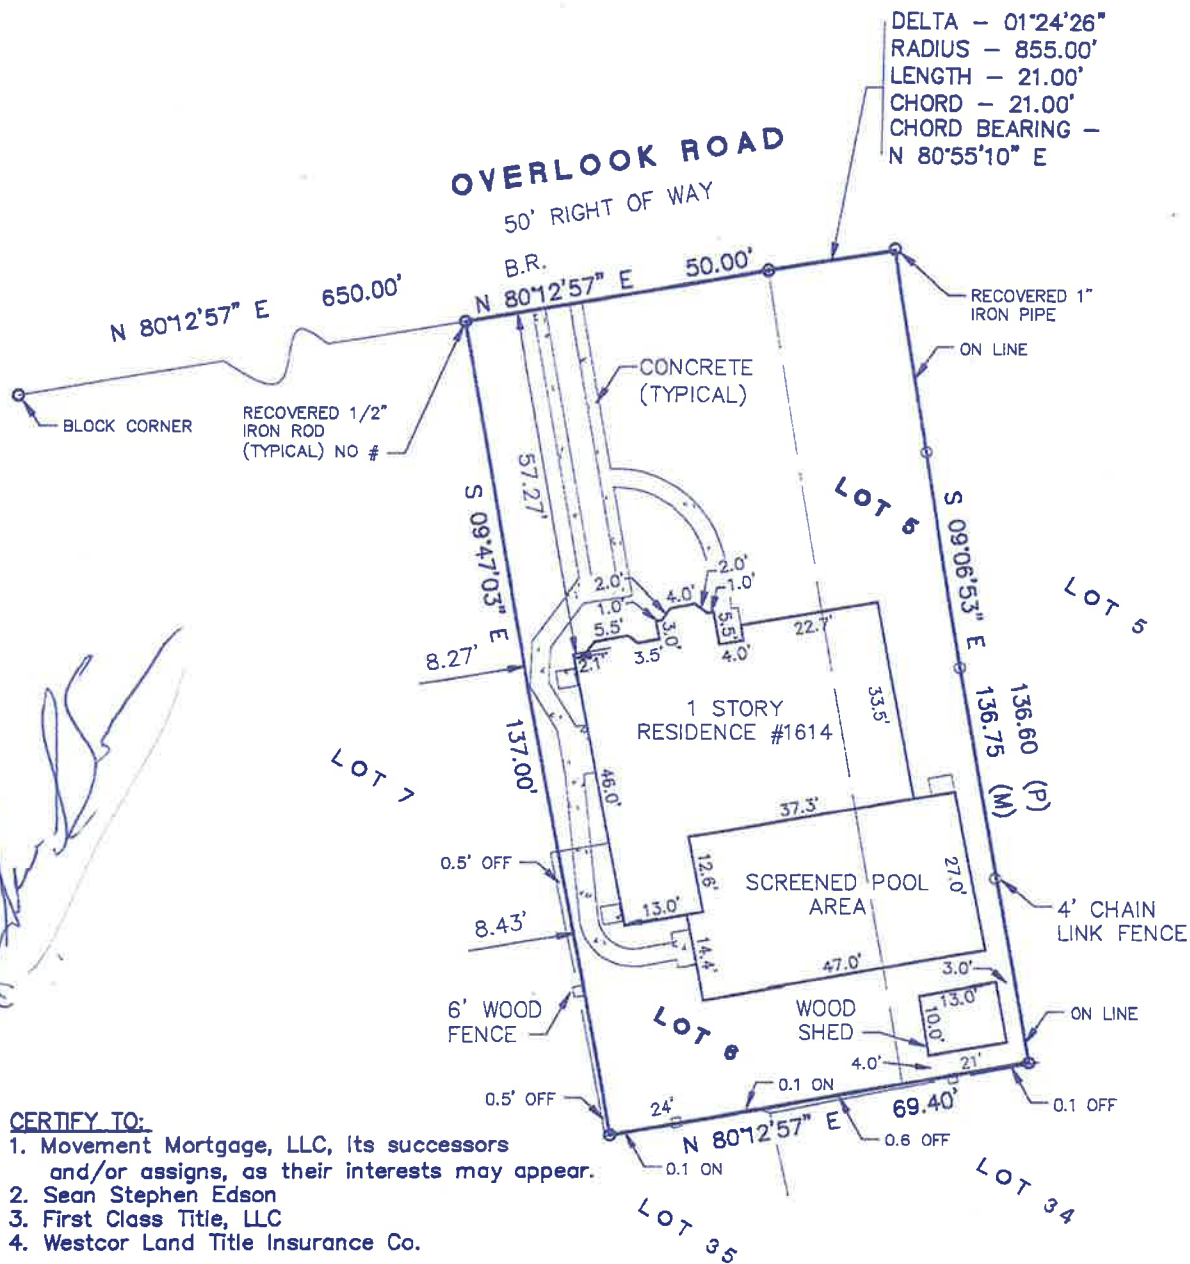 DELTA - 01°24'26"
RADIUS - 855.00'
LENGTH - 21.00'
CHORD - 21.00'
CHORD BEARING -
N 80°55'10" E
OVERLOOK ROAD
50' RIGHT OF WAY
B.R.
N 80°12'57" E 650.00'
N 80°12'57" E 50.00'
RECOVERED 1"
IRON PIPE
ON LINE
BLOCK CORNER
RECOVERED 1/2"
IRON ROD
(TYPICAL) NO #
CONCRETE
(TYPICAL)
57.27'
S 09°47'03" E
137.00'
LOT 5
S 09°06'53" E
136.60 (P)
136.75 (M)
LOT 5
2.0'
4.0'
2.0'
1.0'
1.0'
5.5'
3.0'
3.5'
5.5'
4.0'
22.7'
2.1'
8.27'
1 STORY
RESIDENCE #1614
33.5'
LOT 7
46.0'
37.3'
0.5' OFF
12.6'
SCREENED POOL
AREA
27.0'
13.0'
8.43'
14.4'
47.0'
4' CHAIN
LINK FENCE
3.0'
13.0'
10.0'
WOOD
SHED
ON LINE
6' WOOD
FENCE
LOT 6
4.0'
21'
0.5' OFF
24'
0.1 ON
69.40'
0.1 OFF
N 80°12'57" E
0.6 OFF
0.1 ON
LOT 34
LOT 35
CERTIFY TO:
1. Movement Mortgage, LLC, its successors
and/or assigns, as their interests may appear.
2. Sean Stephen Edson
3. First Class Title, LLC
4. Westcor Land Title Insurance Co.